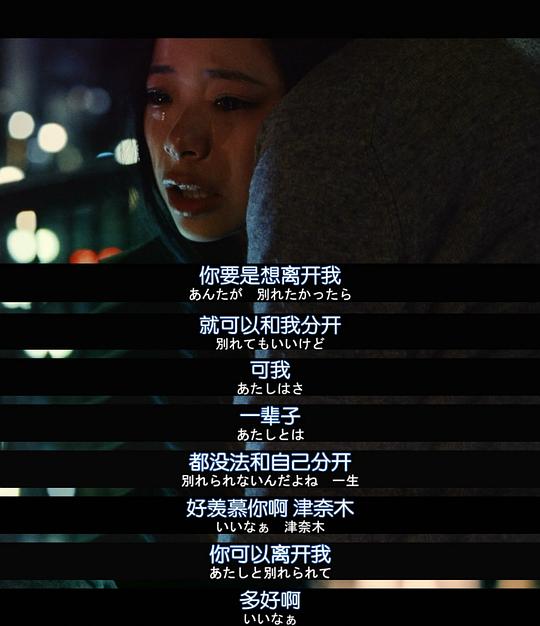 你要是想离开我
あんたが　別れたかったら
就可以和我分开
別れてもいいけど
可我
あたしはさ
一辈子
あたしとは
都没法和自己分开
別れられないんだよね　一生
好羡慕你啊 津奈木
いいなぁ　津奈木
你可以离开我
あたしと別れられて
多好啊
いいなぁ